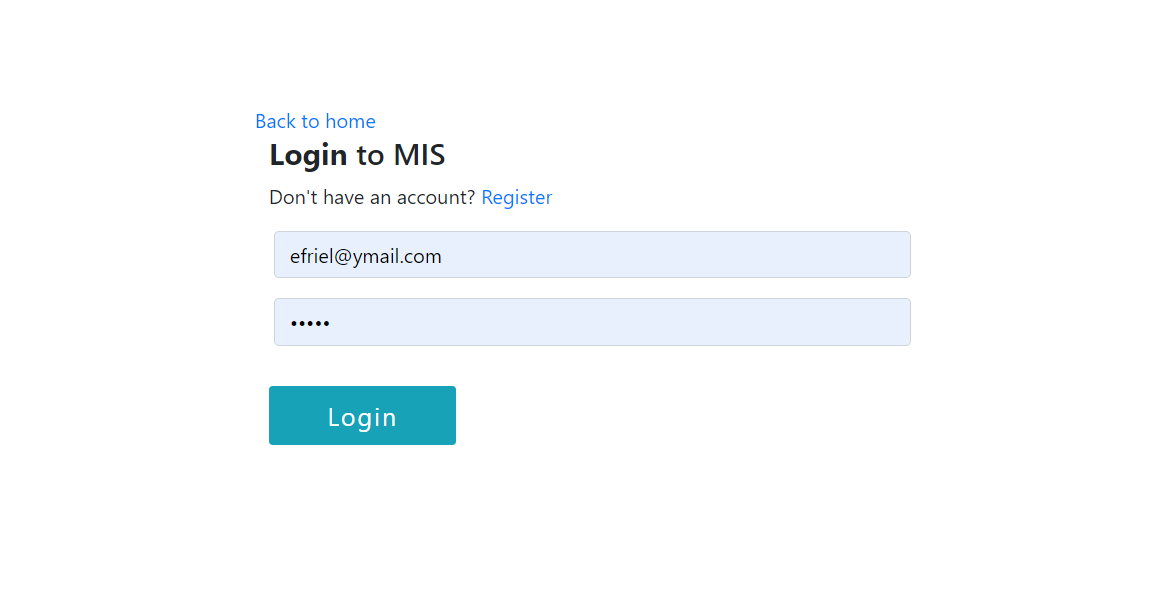 Back to home
Login to MIS
Don't have an account? Register
efriel@ymail.com
•••••
Login